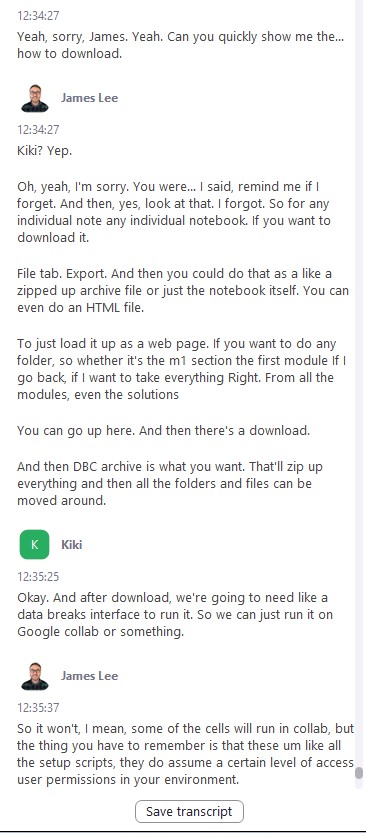 12:34:27
Yeah, sorry, James. Yeah. Can you quickly show me the...
how to download.
James Lee
12:34:27
Kiki? Yep.
Oh, yeah, I'm sorry. You were... I said, remind me if I
forget. And then, yes, look at that. I forgot. So for any
individual note any individual notebook. If you want to
download it.
File tab. Export. And then you could do that as a like a
zipped up archive file or just the notebook itself. You can
even do an HTML file.
To just load it up as a web page. If you want to do any
folder, so whether it's the m1 section the first module If I
go back, if I want to take everything Right. From all the
modules, even the solutions
You can go up here. And then there's a download.
And then DBC archive is what you want. That'll zip up
everything and then all the folders and files can be
moved around.
K
Kiki
12:35:25
Okay. And after download, we're going to need like a
data breaks interface to run it. So we can just run it on
Google collab or something.
James Lee
12:35:37
So it won't, I mean, some of the cells will run in collab, but
the thing you have to remember is that these um like all
the setup scripts, they do assume a certain level of access
user permissions in your environment.
Save transcript